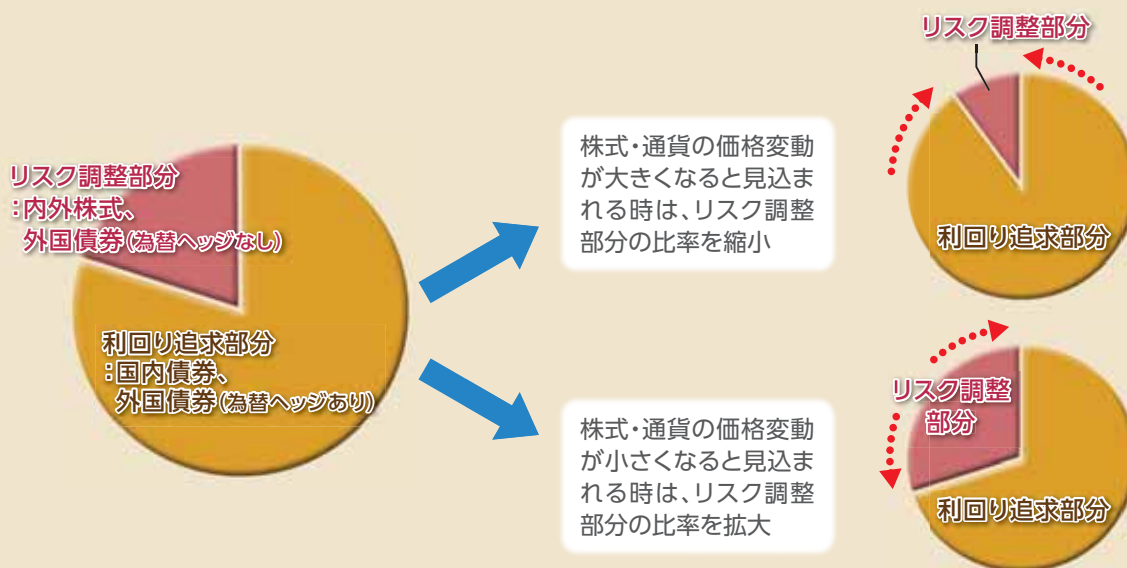 リスク調整部分
:内外株式、
外国債券(為替ヘッジなし)
利回り追求部分
:国内債券、
外国債券(為替ヘッジあり)
株式・通貨の価格変動
が大きくなると見込ま
れる時は、リスク調整
部分の比率を縮小
リスク調整部分
利回り追求部分
株式・通貨の価格変動
が小さくなると見込ま
れる時は、リスク調整
部分の比率を拡大
リスク調整
部分
利回り追求部分